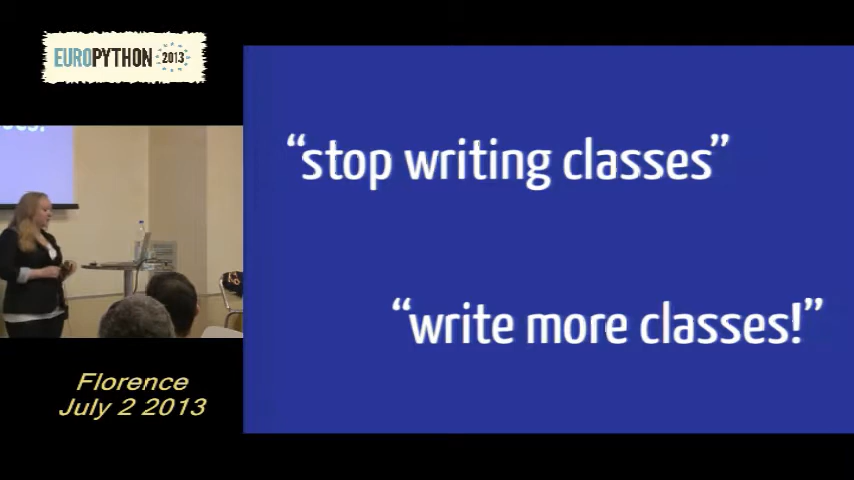 EUROPYTHON 2013
"stop writing classes"
"write more classes!"
Florence
July 2 2013